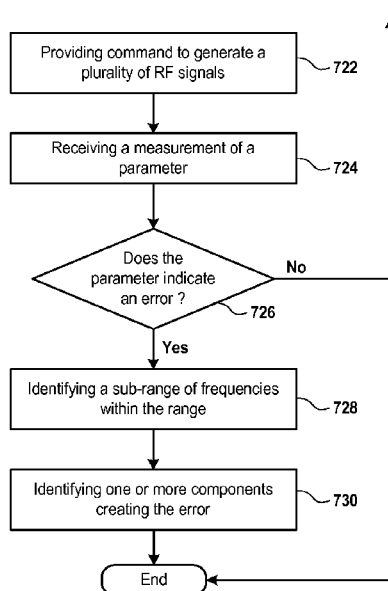 Providing command to generate a
plurality of RF signals
722
Receiving a measurement of a
parameter
724
Does the
parameter indicate
an error ?
No
726
Yes
Identifying a sub-range of frequencies
within the range
728
Identifying one or more components
creating the error
730
End